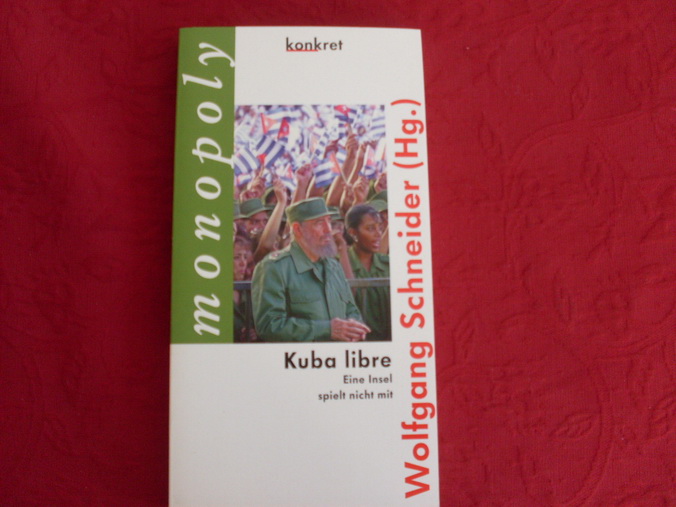 konkret
monopoly
Wolfgang Schneider (Hg.)
Kuba libre
Eine Insel
spielt nicht mit